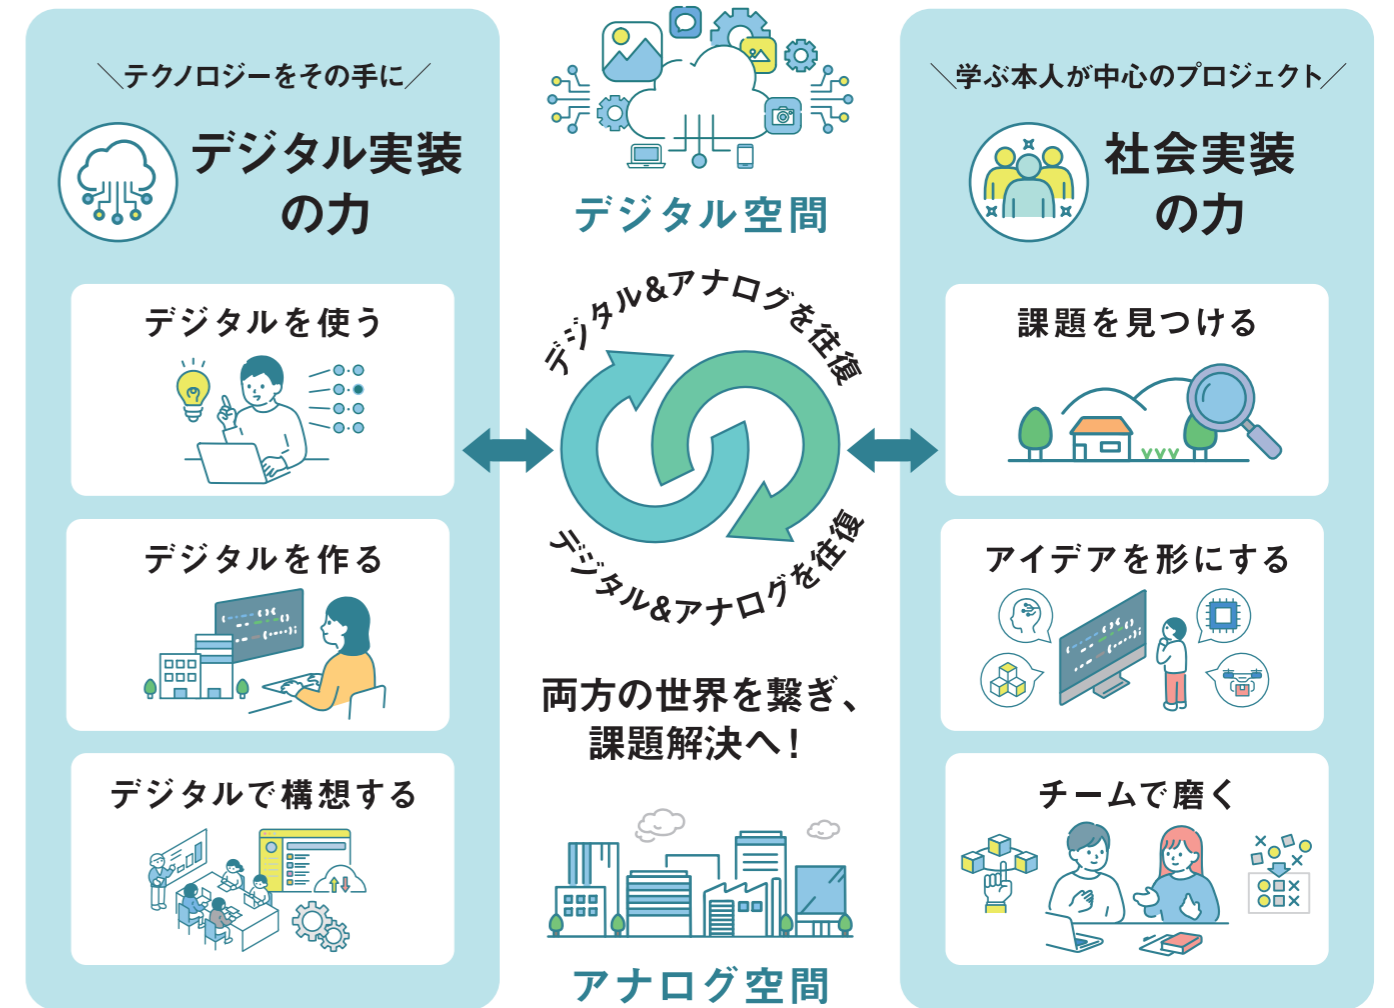 ＼テクノロジーをその手に／
デジタル実装
の力
デジタルを使う
デジタルを作る
デジタルで構想する
デジタル空間
デジタル&アナログを往復
デジタル&アナログを往復
両方の世界を繋ぎ、
課題解決へ！
アナログ空間
＼学ぶ本人が中心のプロジェクト／
社会実装
の力
課題を見つける
アイデアを形にする
チームで磨く